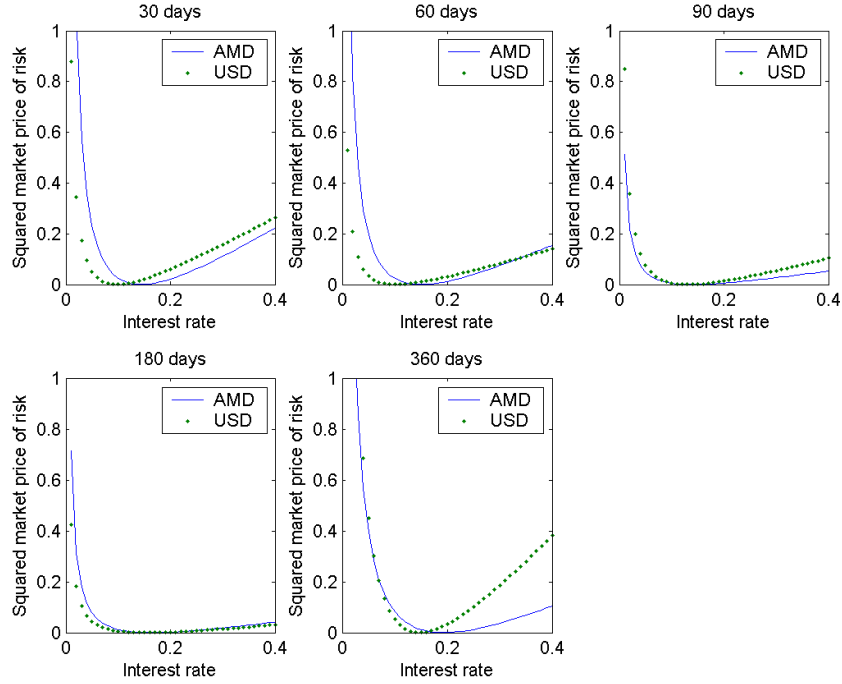 30 days
Squared market price of risk
1
0.8
0.6
0.4
0.2
0
0
0.2
0.4
Interest rate
AMD
USD
60 days
Squared market price of risk
1
0.8
0.6
0.4
0.2
0
0
0.2
0.4
Interest rate
AMD
USD
90 days
Squared market price of risk
1
0.8
0.6
0.4
0.2
0
0
0.2
0.4
Interest rate
AMD
USD
180 days
Squared market price of risk
1
0.8
0.6
0.4
0.2
0
0
0.2
0.4
Interest rate
AMD
USD
360 days
Squared market price of risk
1
0.8
0.6
0.4
0.2
0
0
0.2
0.4
Interest rate
AMD
USD